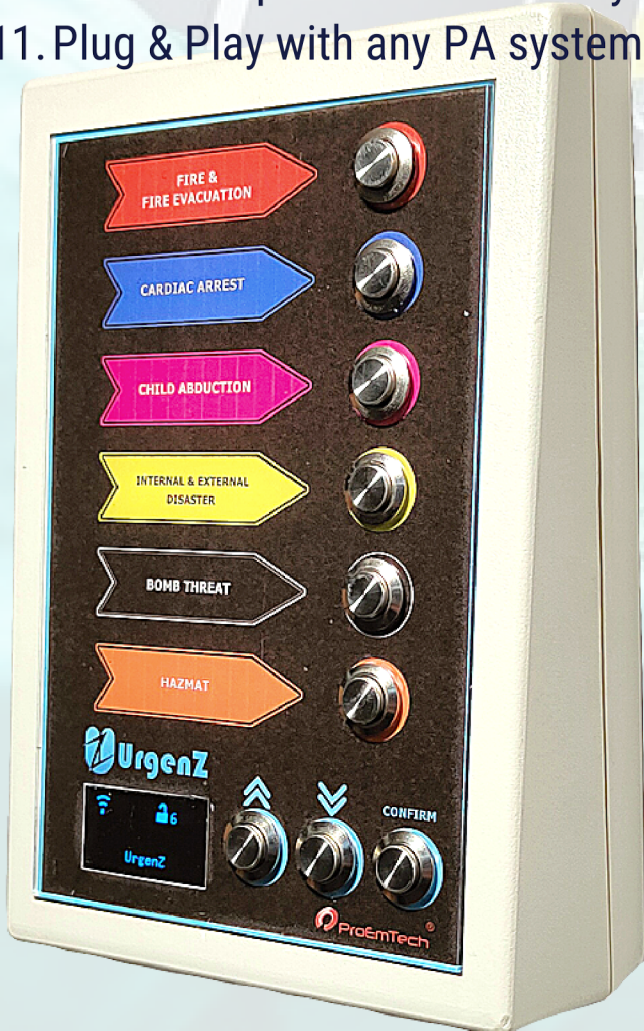 11. Plug & Play with any PA system
FIRE &
FIRE EVACUATION
CARDIAC ARREST
CHILD ABDUCTION
INTERNAL & EXTERNAL
DISASTER
BOMB THREAT
HAZMAT
UrgenZ
6
UrgenZ
CONFIRM
ProEmTech®